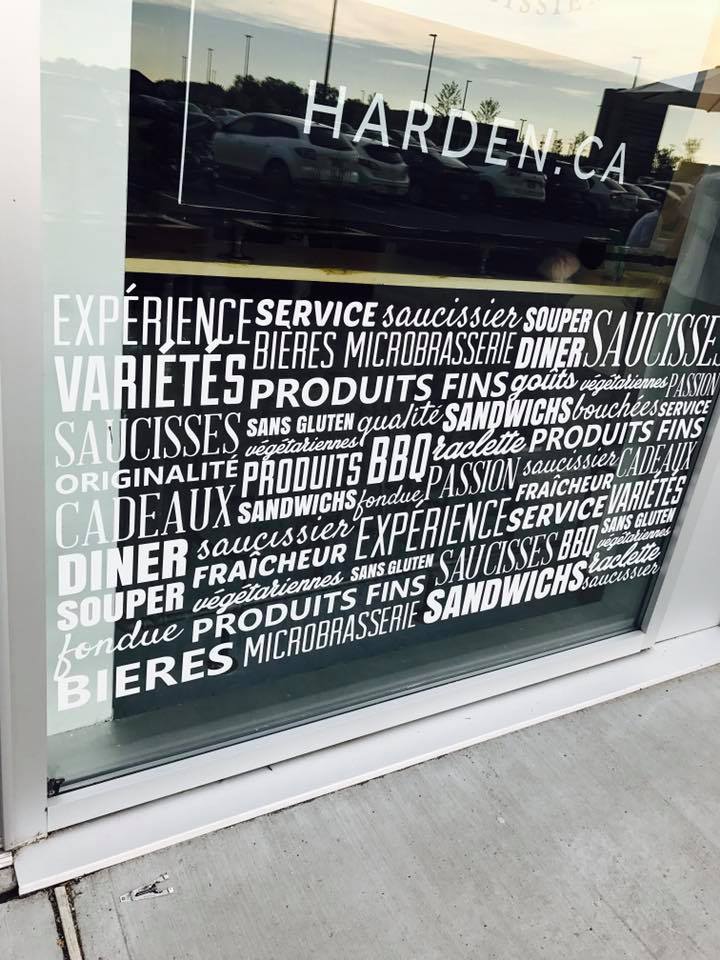 HARDEN.CA
EXPÉRIENCE SERVICE saucissier SOUPER SAUCISSES
BIÈRES MICROBRASSERIE DINER
VARIÉTÉS PRODUITS FINS goûts végétariennes PASSION
SAUCISSES SANS GLUTEN qualité SANDWICHS bouchées SERVICE
végétariennes
ORIGINALITÉ PRODUITS BBQ raclette PRODUITS FINS
CADEAUX SANDWICHS fondue PASSION saucissier CADEAUX
FRAÎCHEUR VARIÉTÉS
DINER saucissier EXPÉRIENCE SERVICE SANS GLUTEN
FRAÎCHEUR SAUCISSES BBQ végétariennes
SOUPER végétariennes SANS GLUTEN raclette
fondue PRODUITS FINS SANDWICHS saucissier
BIERES MICROBRASSERIE